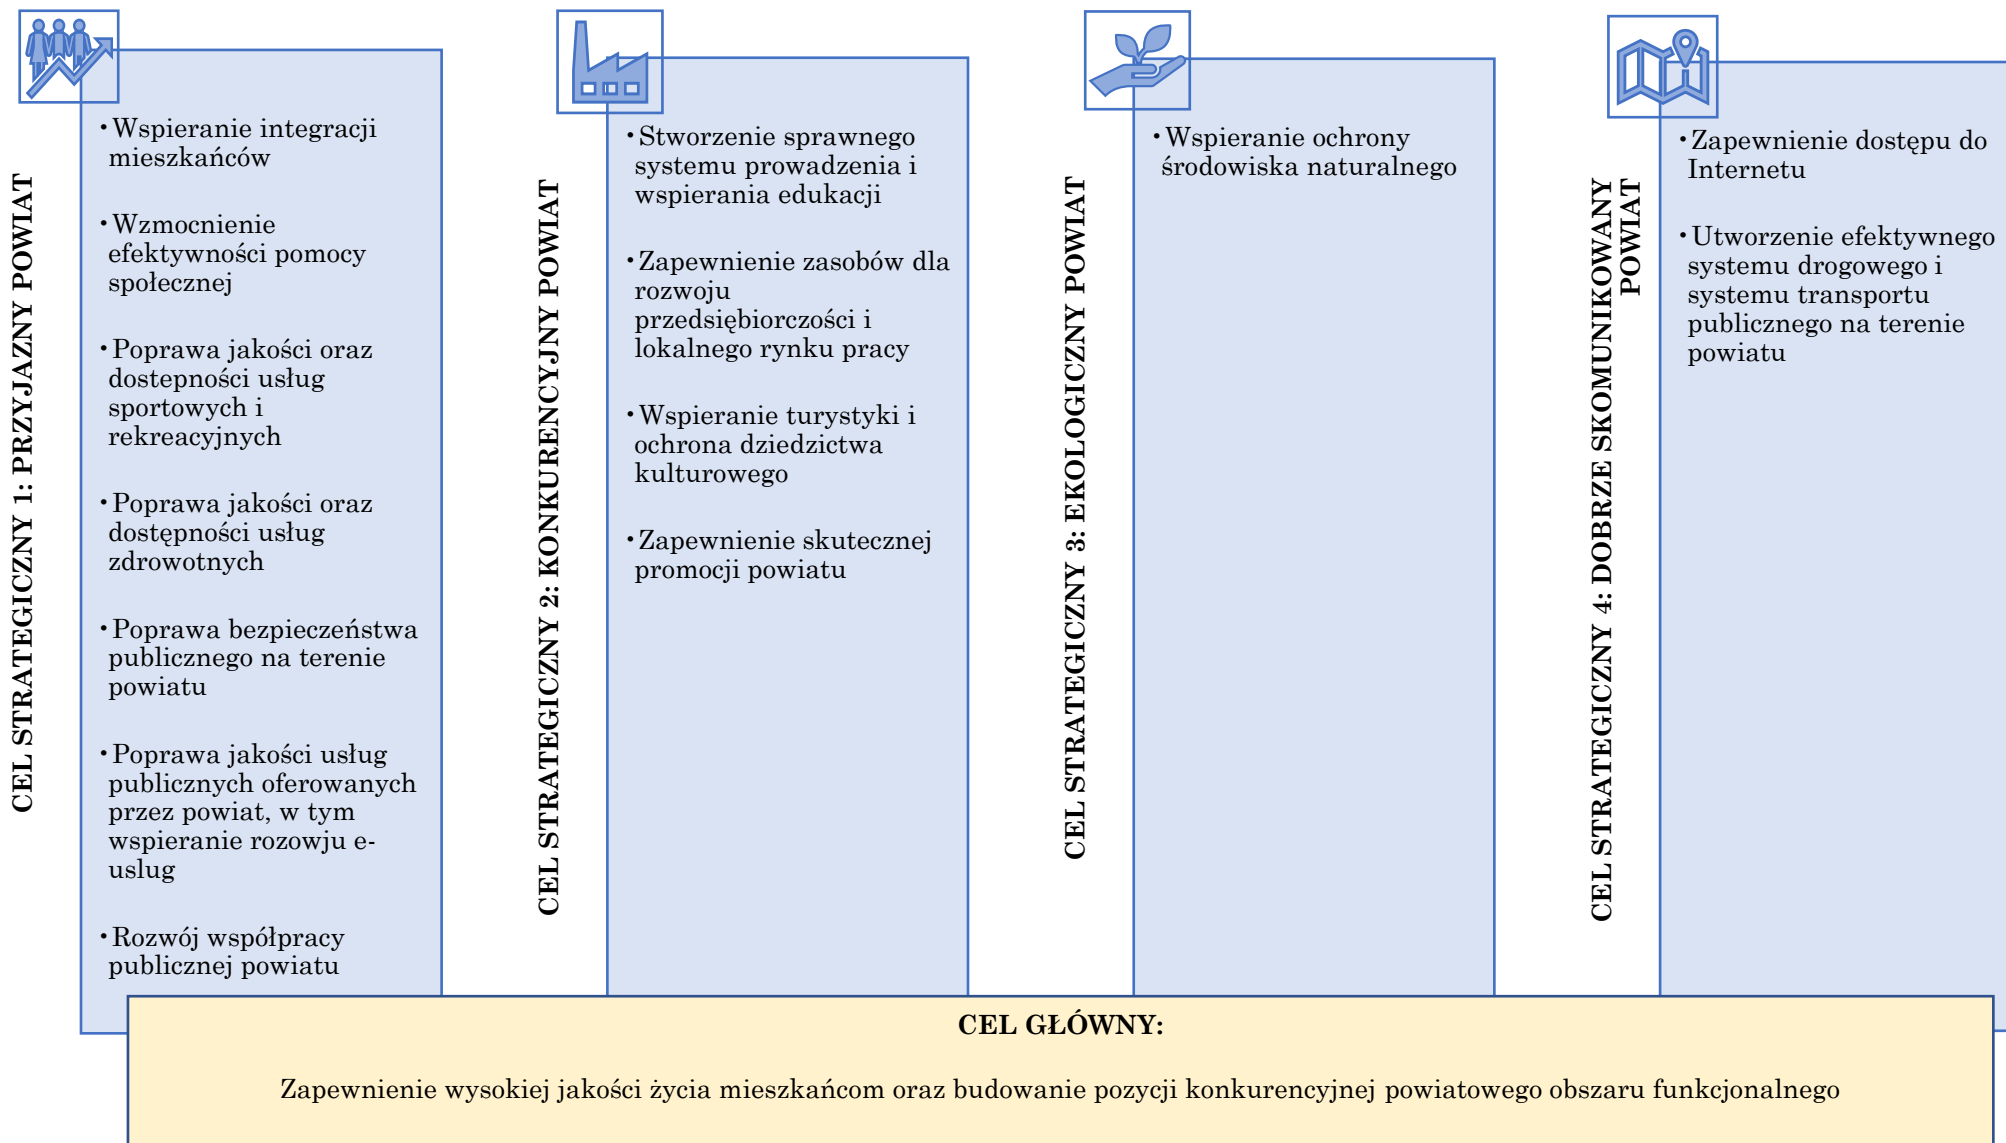 CEL STRATEGICZNY 1: PRZYJAZNY POWIAT
·Wspieranie integracji
mieszkańców
·Wzmocnienie
efektywności pomocy
społecznej
·Poprawa jakości oraz
dostepności usług
sportowych i
rekreacyjnych
·Poprawa jakości oraz
dostępności usług
zdrowotnych
·Poprawa bezpieczeństwa
publicznego na terenie
powiatu
·Poprawa jakości usług
publicznych oferowanych
przez powiat, w tym
wspieranie rozowju e-
uslug
·Rozwój współpracy
publicznej powiatu
CEL STRATEGICZNY 2: KONKURENCYJNY POWIAT
·Stworzenie sprawnego
systemu prowadzenia i
wspierania edukacji
·Zapewnienie zasobów dla
rozwoju
przedsiębiorczości i
lokalnego rynku pracy
·Wspieranie turystyki i
ochrona dziedzictwa
kulturowego
·Zapewnienie skutecznej
promocji powiatu
CEL STRATEGICZNY 3: EKOLOGICZNY POWIAT
·Wspieranie ochrony
środowiska naturalnego
CEL STRATEGICZNY 4: DOBRZE SKOMUNIKOWANY
POWIAT
·Zapewnienie dostępu do
Internetu
·Utworzenie efektywnego
systemu drogowego i
systemu transportu
publicznego na terenie
powiatu
CEL GŁÓWNY:
Zapewnienie wysokiej jakości życia mieszkańcom oraz budowanie pozycji konkurencyjnej powiatowego obszaru funkcjonalnego